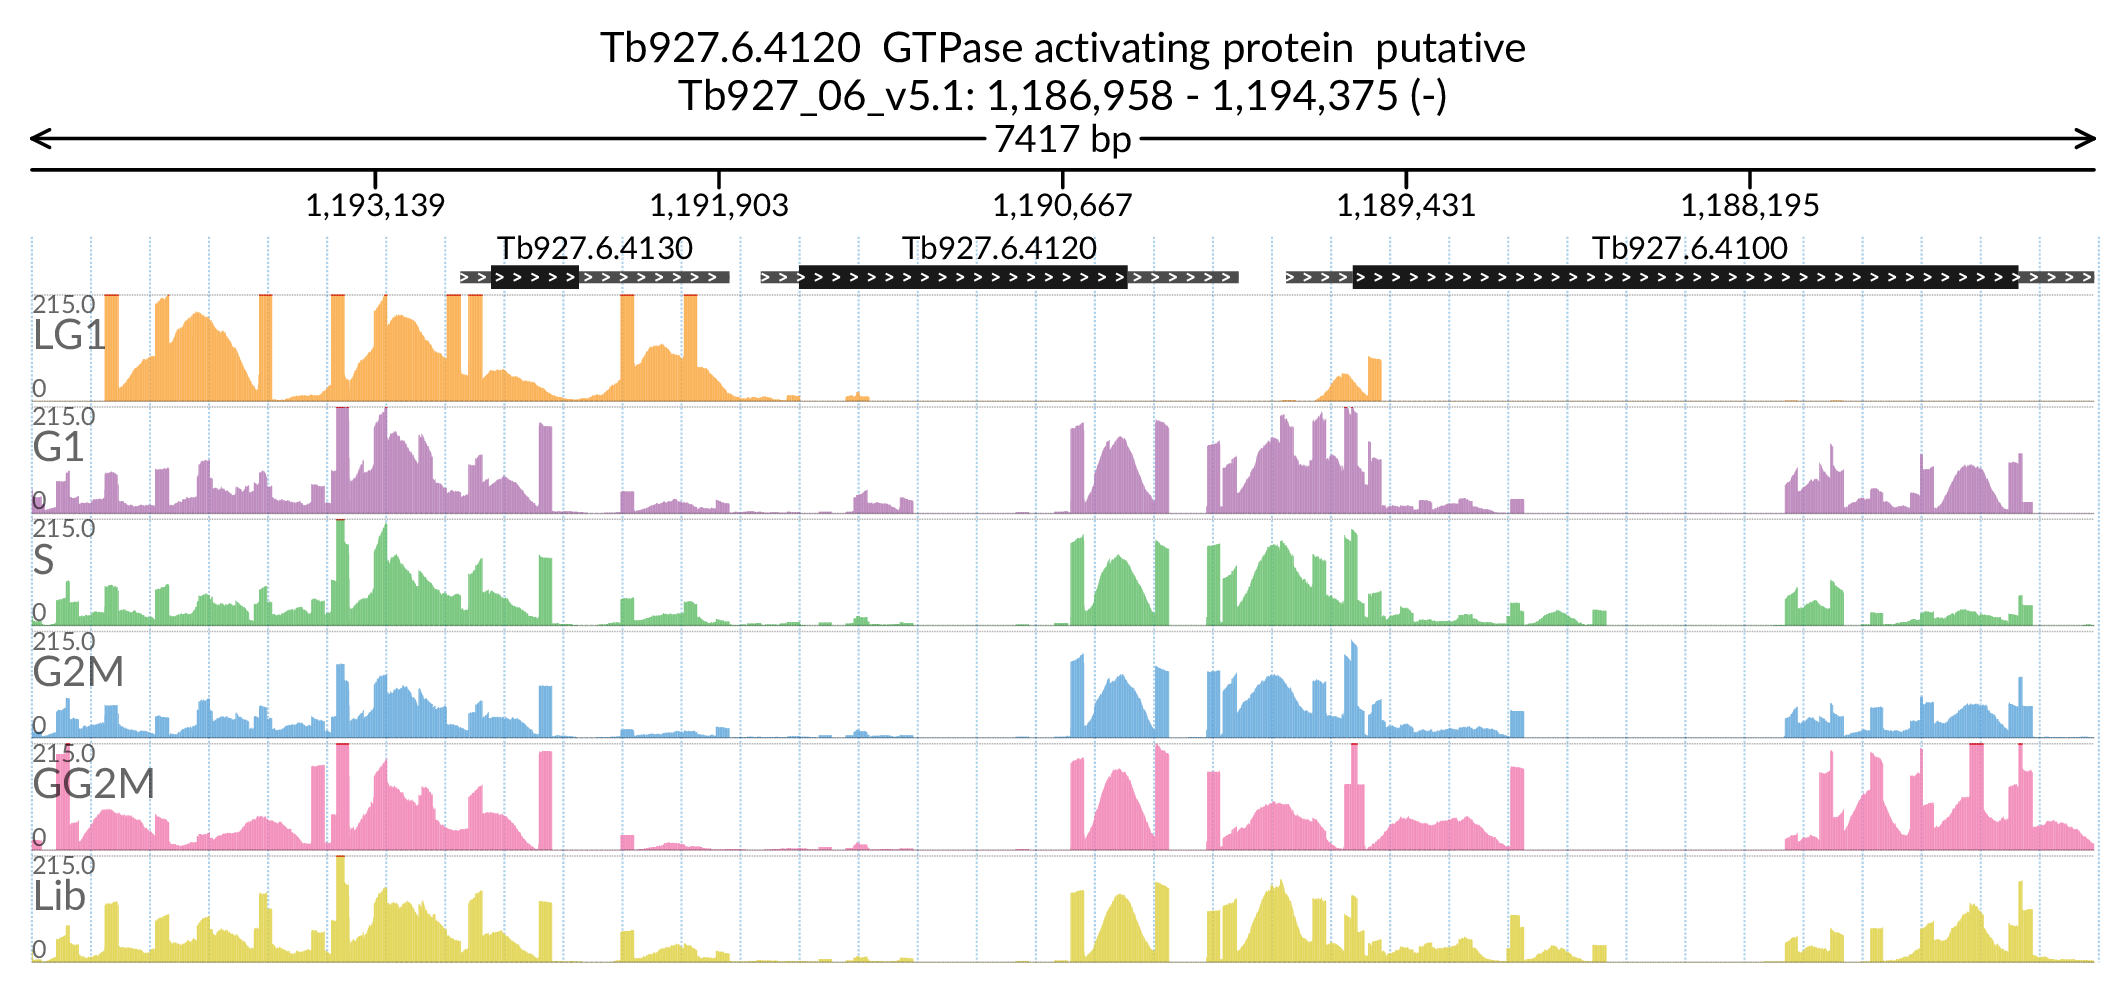 Tb927.6.4120  GTPase activating protein  putative
Tb927_06_v5.1: 1,186,958 - 1,194,375 (-)
7417 bp
1,193,139 1,191,903 1,190,667 1,189,431 1,188,195
Tb927.6.4130 Tb927.6.4120 Tb927.6.4100
215.0
LG1
0
215.0
G1
0
215.0
S
0
215.0
G2M
0
215.0
GG2M
0
215.0
Lib
0